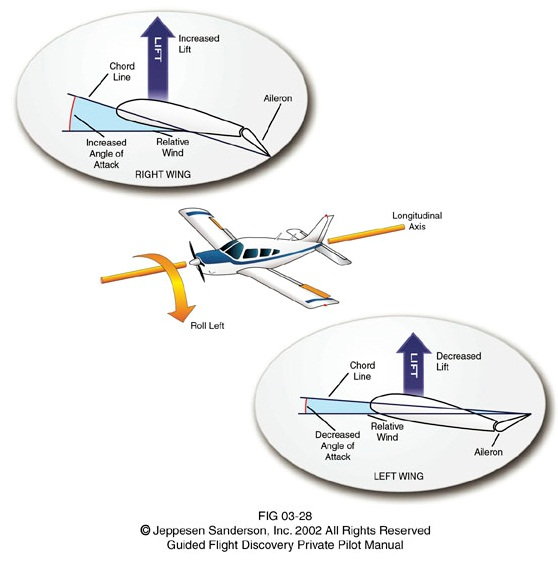 LIFT
Increased
Lift
Chord
Line
Aileron
Increased
Angle of
Attack
Relative
Wind
RIGHT WING
Longitudinal
Axis
Roll Left
LIFT
Decreased
Lift
Chord
Line
Relative
Wind
Decreased
Angle of
Attack
Aileron
LEFT WING
FIG 03-28
© Jeppesen Sanderson, Inc. 2002 All Rights Reserved
Guided Flight Discovery Private Pilot Manual